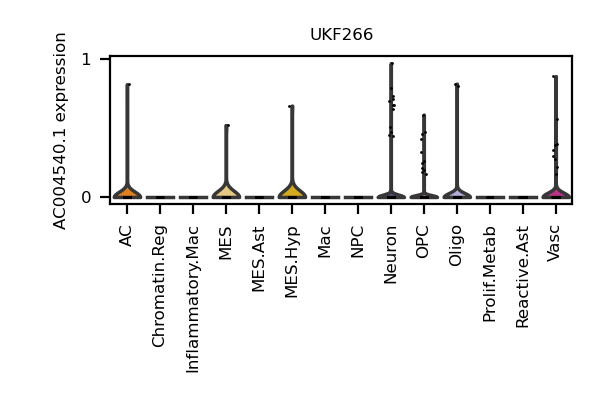 UKF266
AC004540.1 expression
1
0
AC
Chromatin.Reg
Inflammatory.Mac
MES
MES.Ast
MES.Hyp
Mac
NPC
Neuron
OPC
Oligo
Prolif.Metab
Reactive.Ast
Vasc